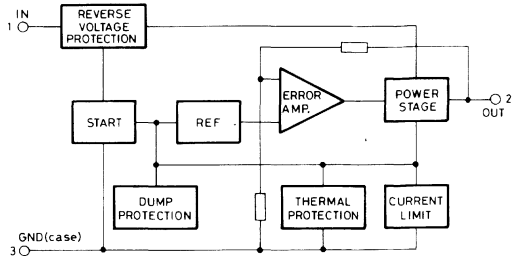 IN
1
REVERSE
VOLTAGE
PROTECTION
START
REF
ERROR
AMP.
POWER
STAGE
2
OUT
DUMP
PROTECTION
THERMAL
PROTECTION
CURRENT
LIMIT
GND(case)
3